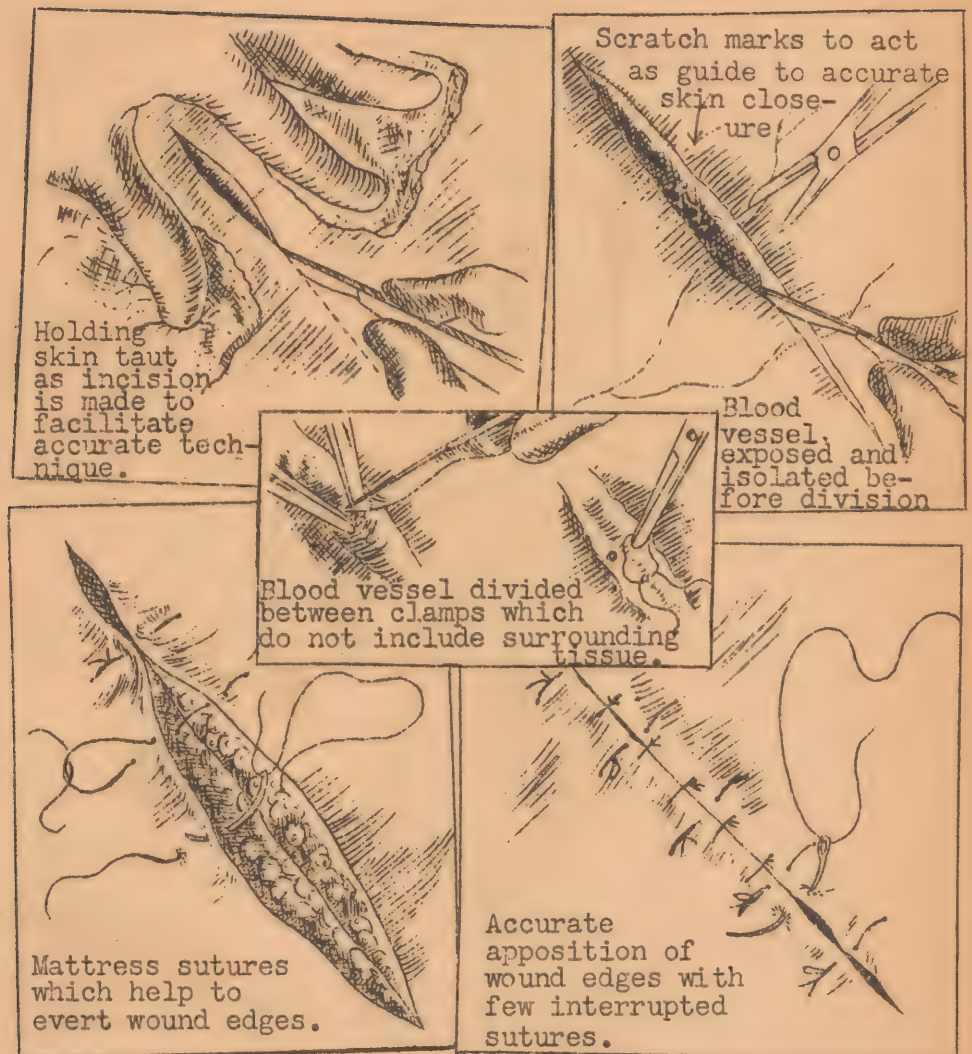 Holding
skin taut
as incision
is made to
facilitate
accurate tech-
nique.
Scratch marks to act
as guide to accurate
skin close-
ure
Blood
vessel,
exposed and
isolated be-
fore division
Blood vessel divided
between clamps which
do not include surrounding
tissue.
Mattress sutures
which help to
evert wound edges.
Accurate
apposition of
wound edges with
few interrupted
sutures.